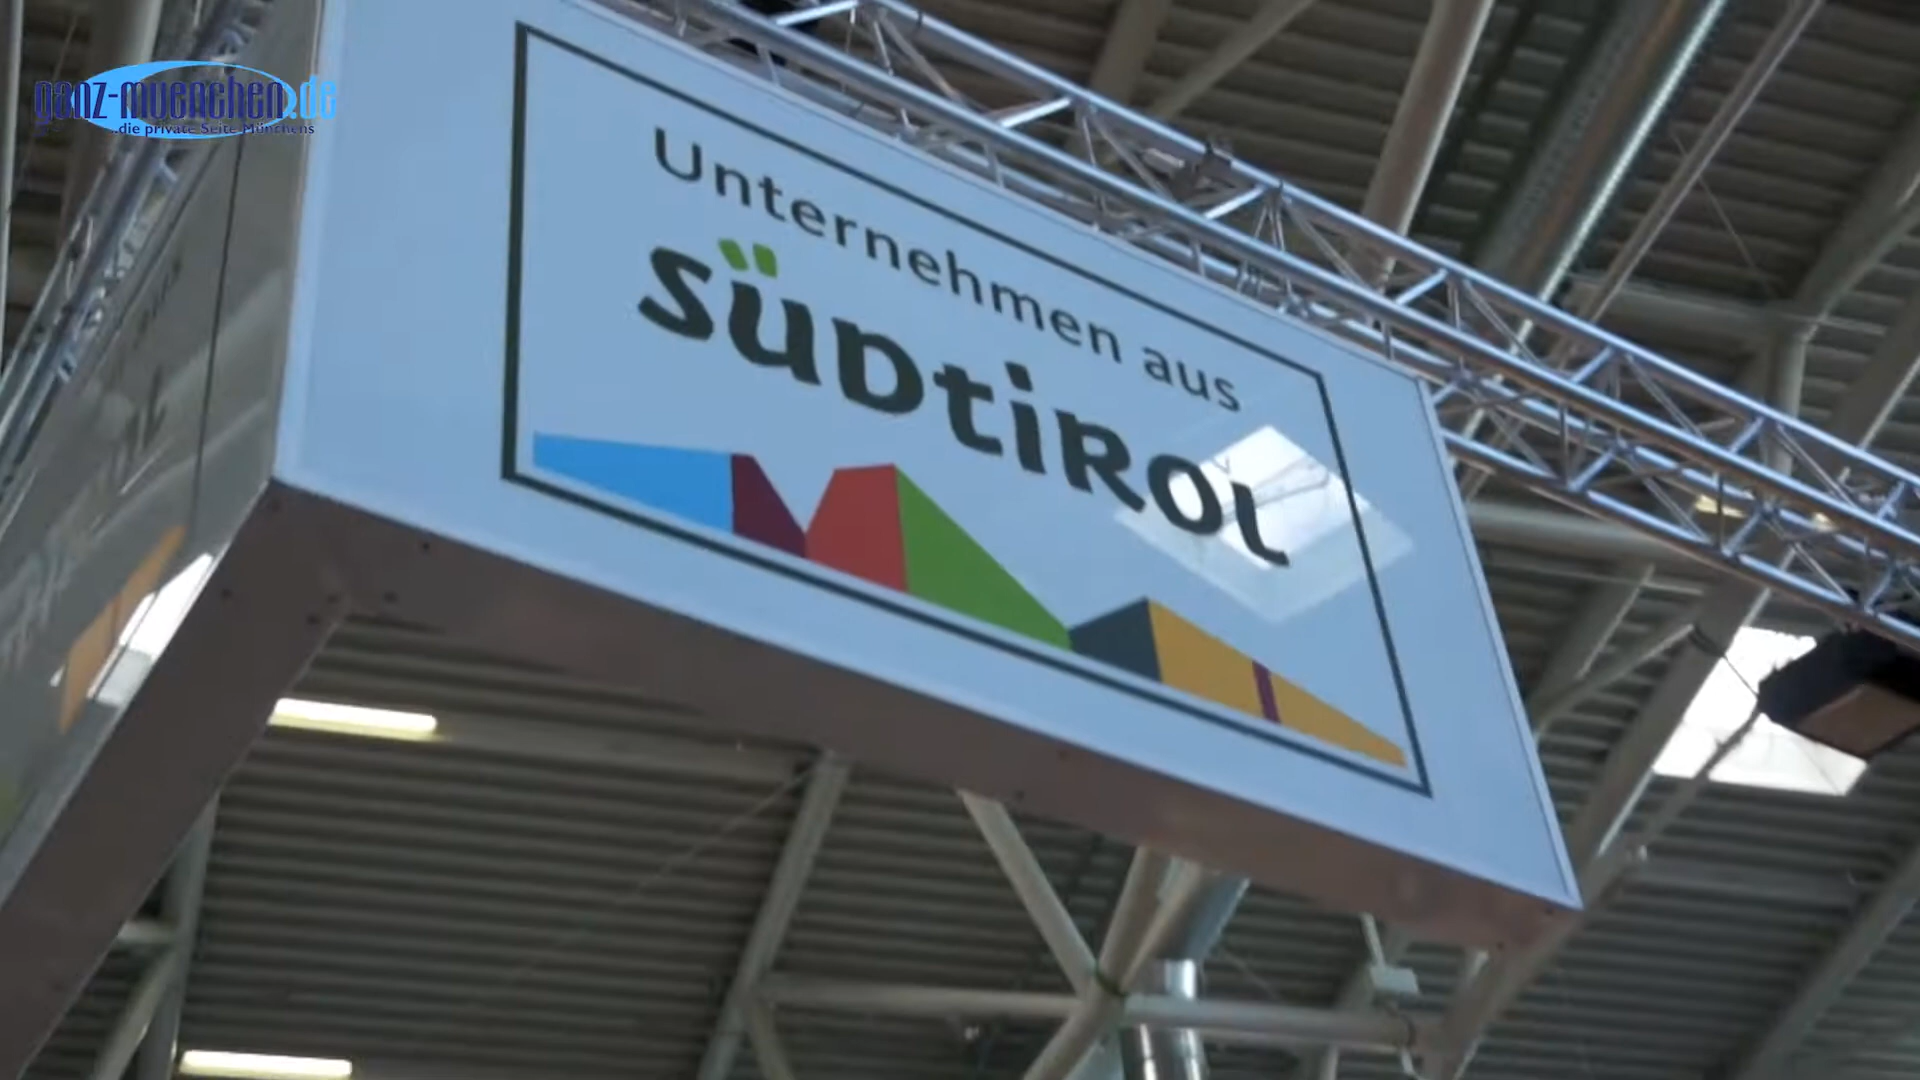 ganz-muenchen.de
...die private Seite Münchens
Unternehmen aus
südtirol